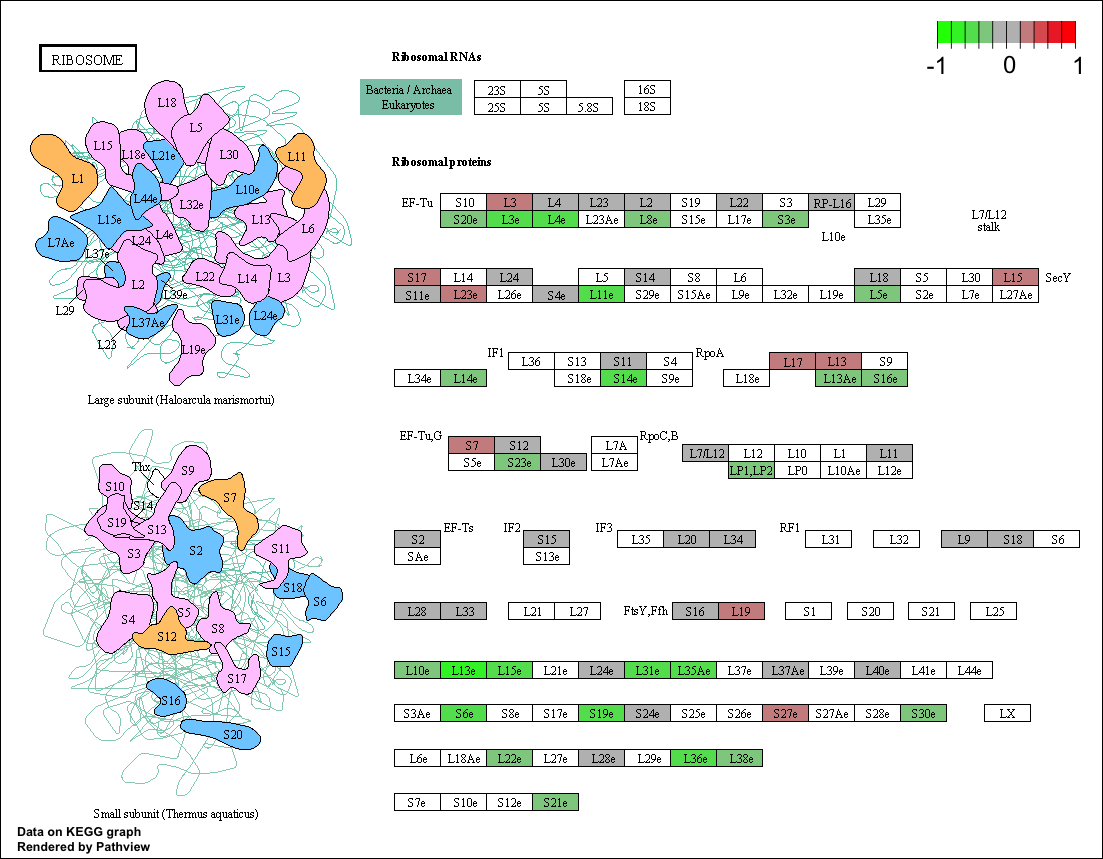 RIBOSOME
-1 0 1
Ribosomal RNAs
Bacteria / Archaea 23S 5S 16S
Eukaryotes 25S 5S 5.8S 18S
Ribosomal proteins
EF-Tu S10 L3 L4 L23 L2 S19 L22 S3 RP-L16 L29
S20e L3e L4e L23Ae L8e S15e L17e S3e L35e
L10e
L7/L12
stalk
S17 L14 L24 L5 S14 S8 L6 L18 S5 L30 L15 SecY
S11e L23e L26e S4e L11e S29e S15Ae L9e L32e L19e L5e S2e L7e L27Ae
IF1 L36 S13 S11 S4 RpoA L17 L13 S9
L34e L14e S18e S14e S9e L18e L13Ae S16e
EF-Tu,G S7 S12 L7A RpoC,B L7/L12 L12 L10 L1 L11
S5e S23e L30e L7Ae LP1,LP2 LP0 L10Ae L12e
S2 EF-Ts IF2 S15 IF3 L35 L20 L34 RF1 L31 L32 L9 S18 S6
SAe S13e
L28 L33 L21 L27 FtsY,Ffh S16 L19 S1 S20 S21 L25
L10e L13e L15e L21e L24e L31e L35Ae L37e L37Ae L39e L40e L41e L44e
S3Ae S6e S8e S17e S19e S24e S25e S26e S27e S27Ae S28e S30e LX
L6e L18Ae L22e L27e L28e L29e L36e L38e
S7e S10e S12e S21e
L18
L5
L15 L18e L21e L30 L11
L1
L44e L10e
L32e
L15e L13
L7Ae L24 L4e L6
L37e
L2 L22 L14 L3
L39e
L29
L37Ae L31e L24e
L23
L19e
Large subunit (Haloarcula marismortui)
Thx S9
S10 S7
S14
S19 S13
S3 S2 S11
S18
S6
S4 S5 S8
S12
S15
S17
S16
S20
Small subunit (Thermus aquaticus)
Data on KEGG graph
Rendered by Pathview